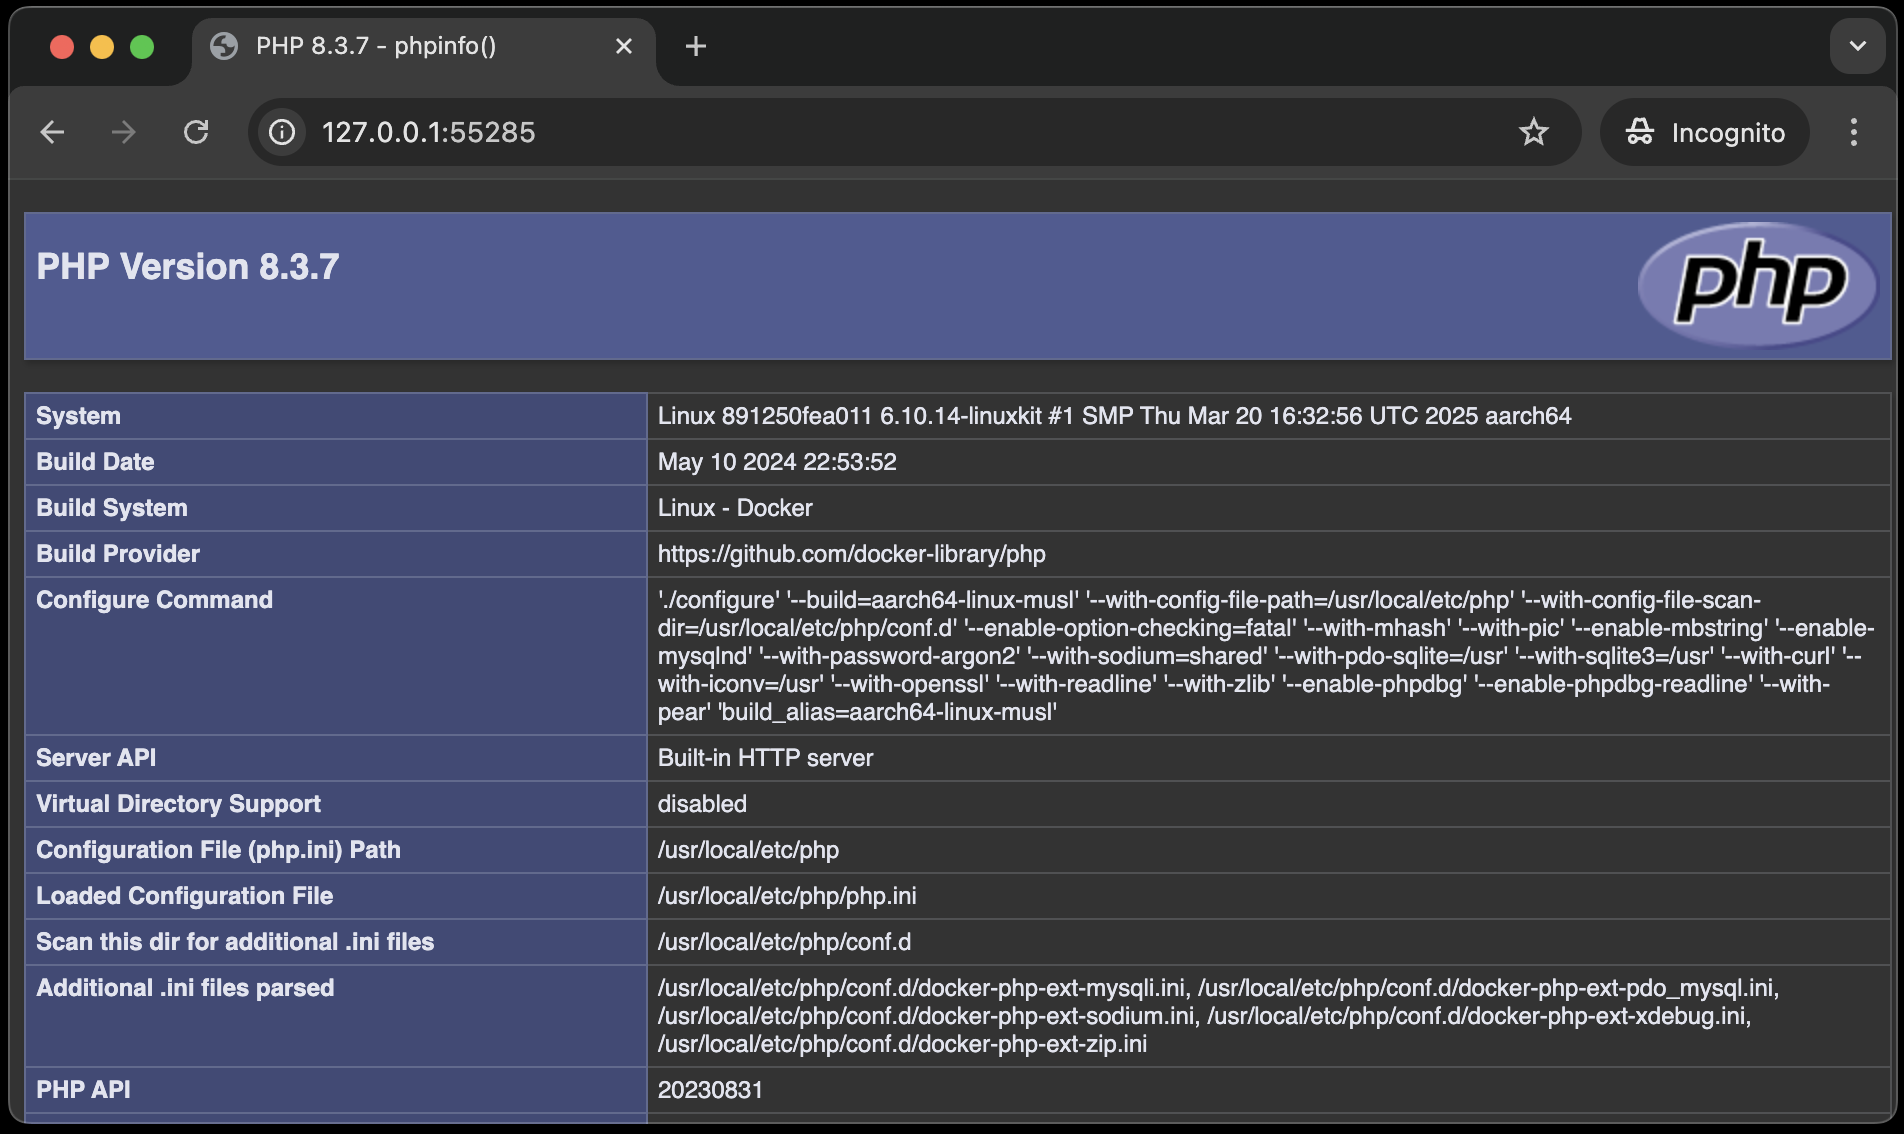 PHP 8.3.7 - phpinfo()
127.0.0.1:55285
Incognito
PHP Version 8.3.7
php
System
Linux 891250fea011 6.10.14-linuxkit #1 SMP Thu Mar 20 16:32:56 UTC 2025 aarch64
Build Date
May 10 2024 22:53:52
Build System
Linux - Docker
Build Provider
https://github.com/docker-library/php
Configure Command
'./configure' '--build=aarch64-linux-musl' '--with-config-file-path=/usr/local/etc/php' '--with-config-file-scan-
dir=/usr/local/etc/php/conf.d' '--enable-option-checking=fatal' '--with-mhash' '--with-pic' '--enable-mbstring' '--enable-
mysqlnd' '--with-password-argon2' '--with-sodium=shared' '--with-pdo-sqlite=/usr' '--with-sqlite3=/usr' '--with-curl' '--
with-iconv=/usr' '--with-openssl' '--with-readline' '--with-zlib' '--enable-phpdbg' '--enable-phpdbg-readline' '--with-
pear' 'build_alias=aarch64-linux-musl'
Server API
Built-in HTTP server
Virtual Directory Support
disabled
Configuration File (php.ini) Path
/usr/local/etc/php
Loaded Configuration File
/usr/local/etc/php/php.ini
Scan this dir for additional .ini files
/usr/local/etc/php/conf.d
Additional .ini files parsed
/usr/local/etc/php/conf.d/docker-php-ext-mysqli.ini, /usr/local/etc/php/conf.d/docker-php-ext-pdo_mysql.ini,
/usr/local/etc/php/conf.d/docker-php-ext-sodium.ini, /usr/local/etc/php/conf.d/docker-php-ext-xdebug.ini,
/usr/local/etc/php/conf.d/docker-php-ext-zip.ini
PHP API
20230831